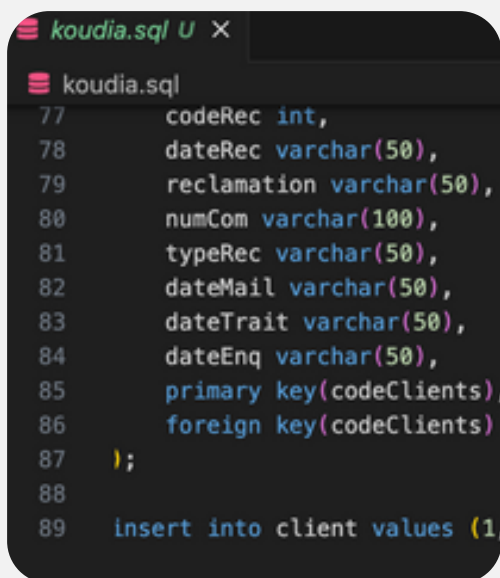 koudia.sql U ×
koudia.sql
77 codeRec int,
78 dateRec varchar(50),
79 reclamation varchar(50),
80 numCom varchar(100),
81 typeRec varchar(50),
82 dateMail varchar(50),
83 dateTrait varchar(50),
84 dateEnq varchar(50),
85 primary key(codeClients),
86 foreign key(codeClients)
87 );
88
89 insert into client values (1,